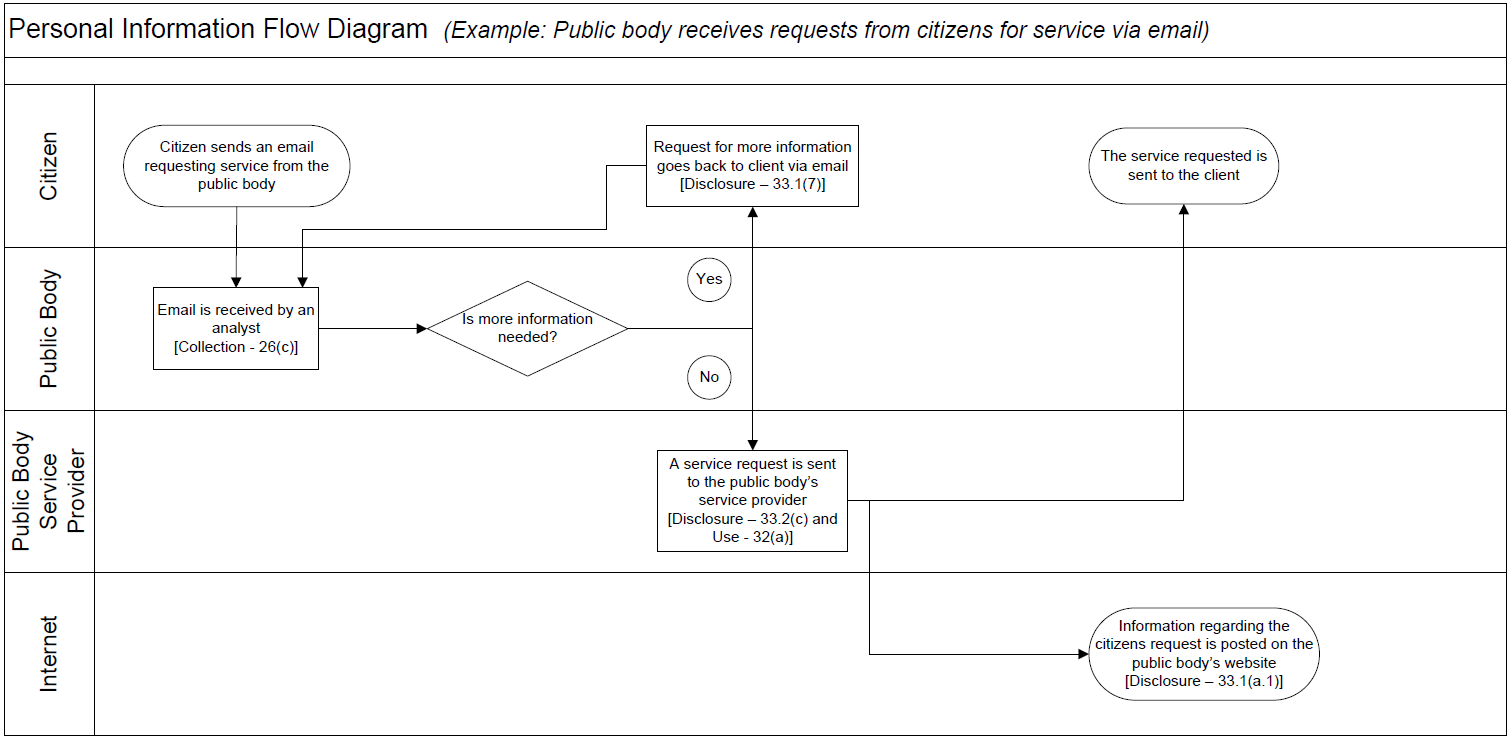 Personal Information Flow Diagram (Example: Public body receives requests from citizens for service via email)
Citizen
Citizen sends an email
requesting service from the
public body
Request for more information
goes back to client via email
[Disclosure – 33.1(7)]
The service requested is
sent to the client
Public Body
Email is received by an
analyst
[Collection - 26(c)]
Is more information
needed?
Yes
No
Public Body
Service
Provider
A service request is sent
to the public body’s
service provider
[Disclosure – 33.2(c) and
Use - 32(a)]
Internet
Information regarding the
citizens request is posted on the
public body’s website
[Disclosure – 33.1(a.1)]